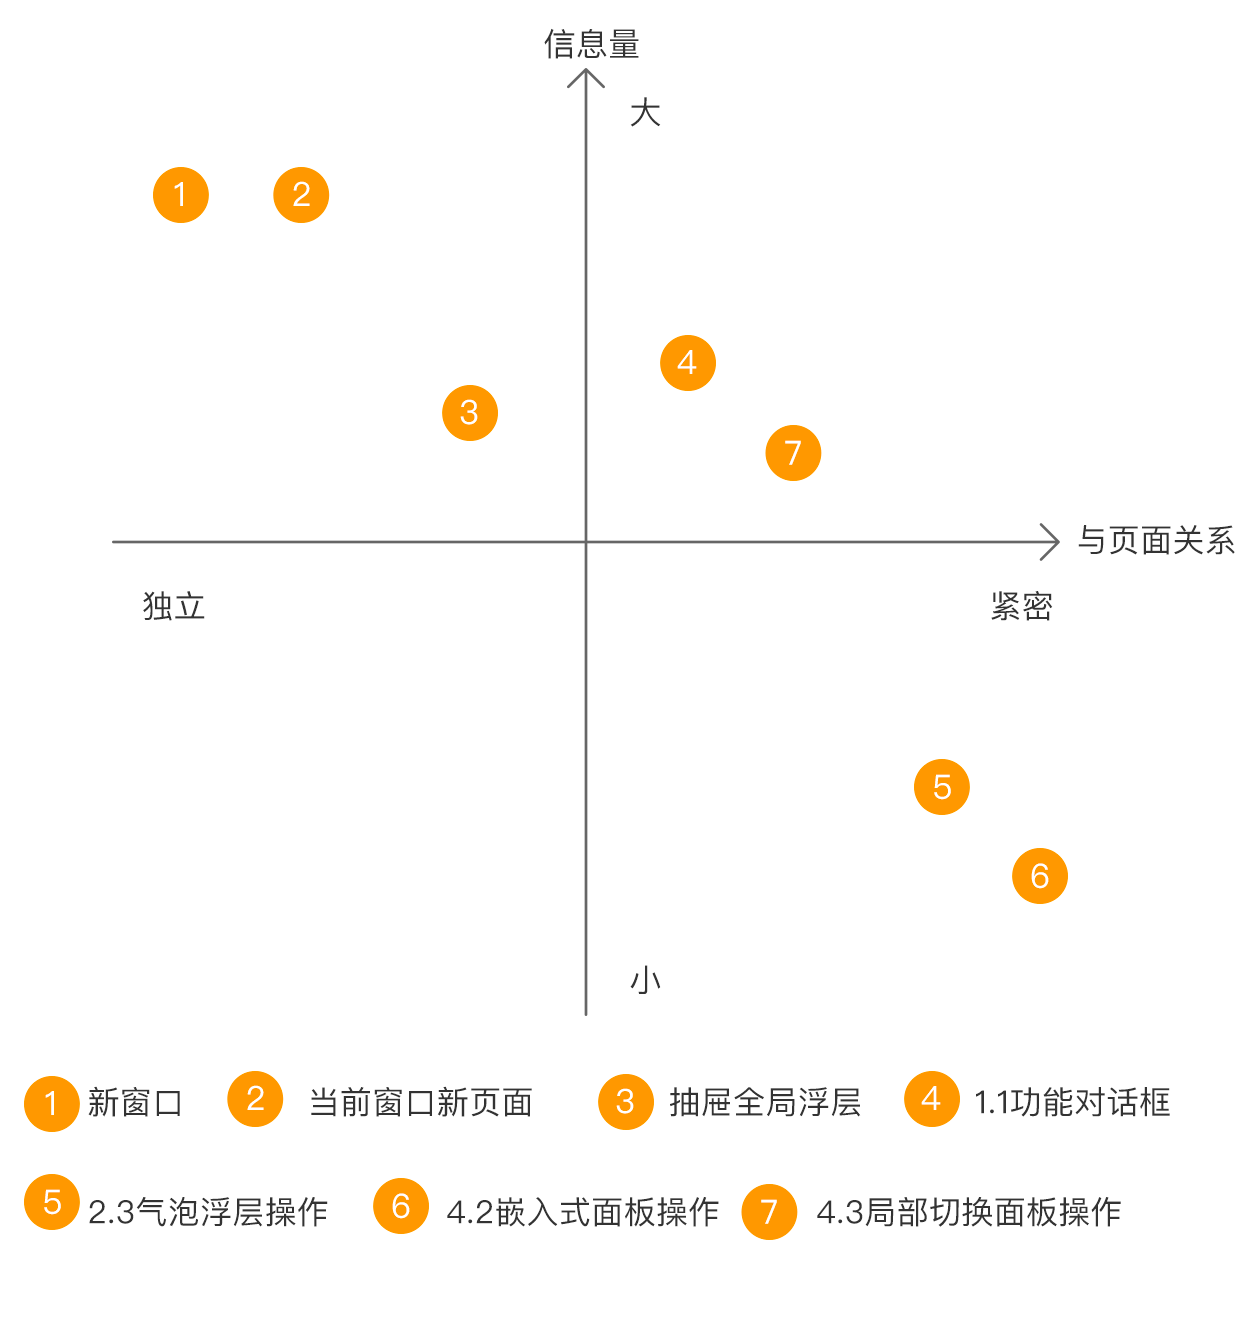 信息量
大
1
2
4
3
7
与页面关系
独立
紧密
5
6
小
1 新窗口 2 当前窗口新页面 3 抽屉全局浮层 4 1.1功能对话框
5 2.3气泡浮层操作 6 4.2嵌入式面板操作 7 4.3局部切换面板操作